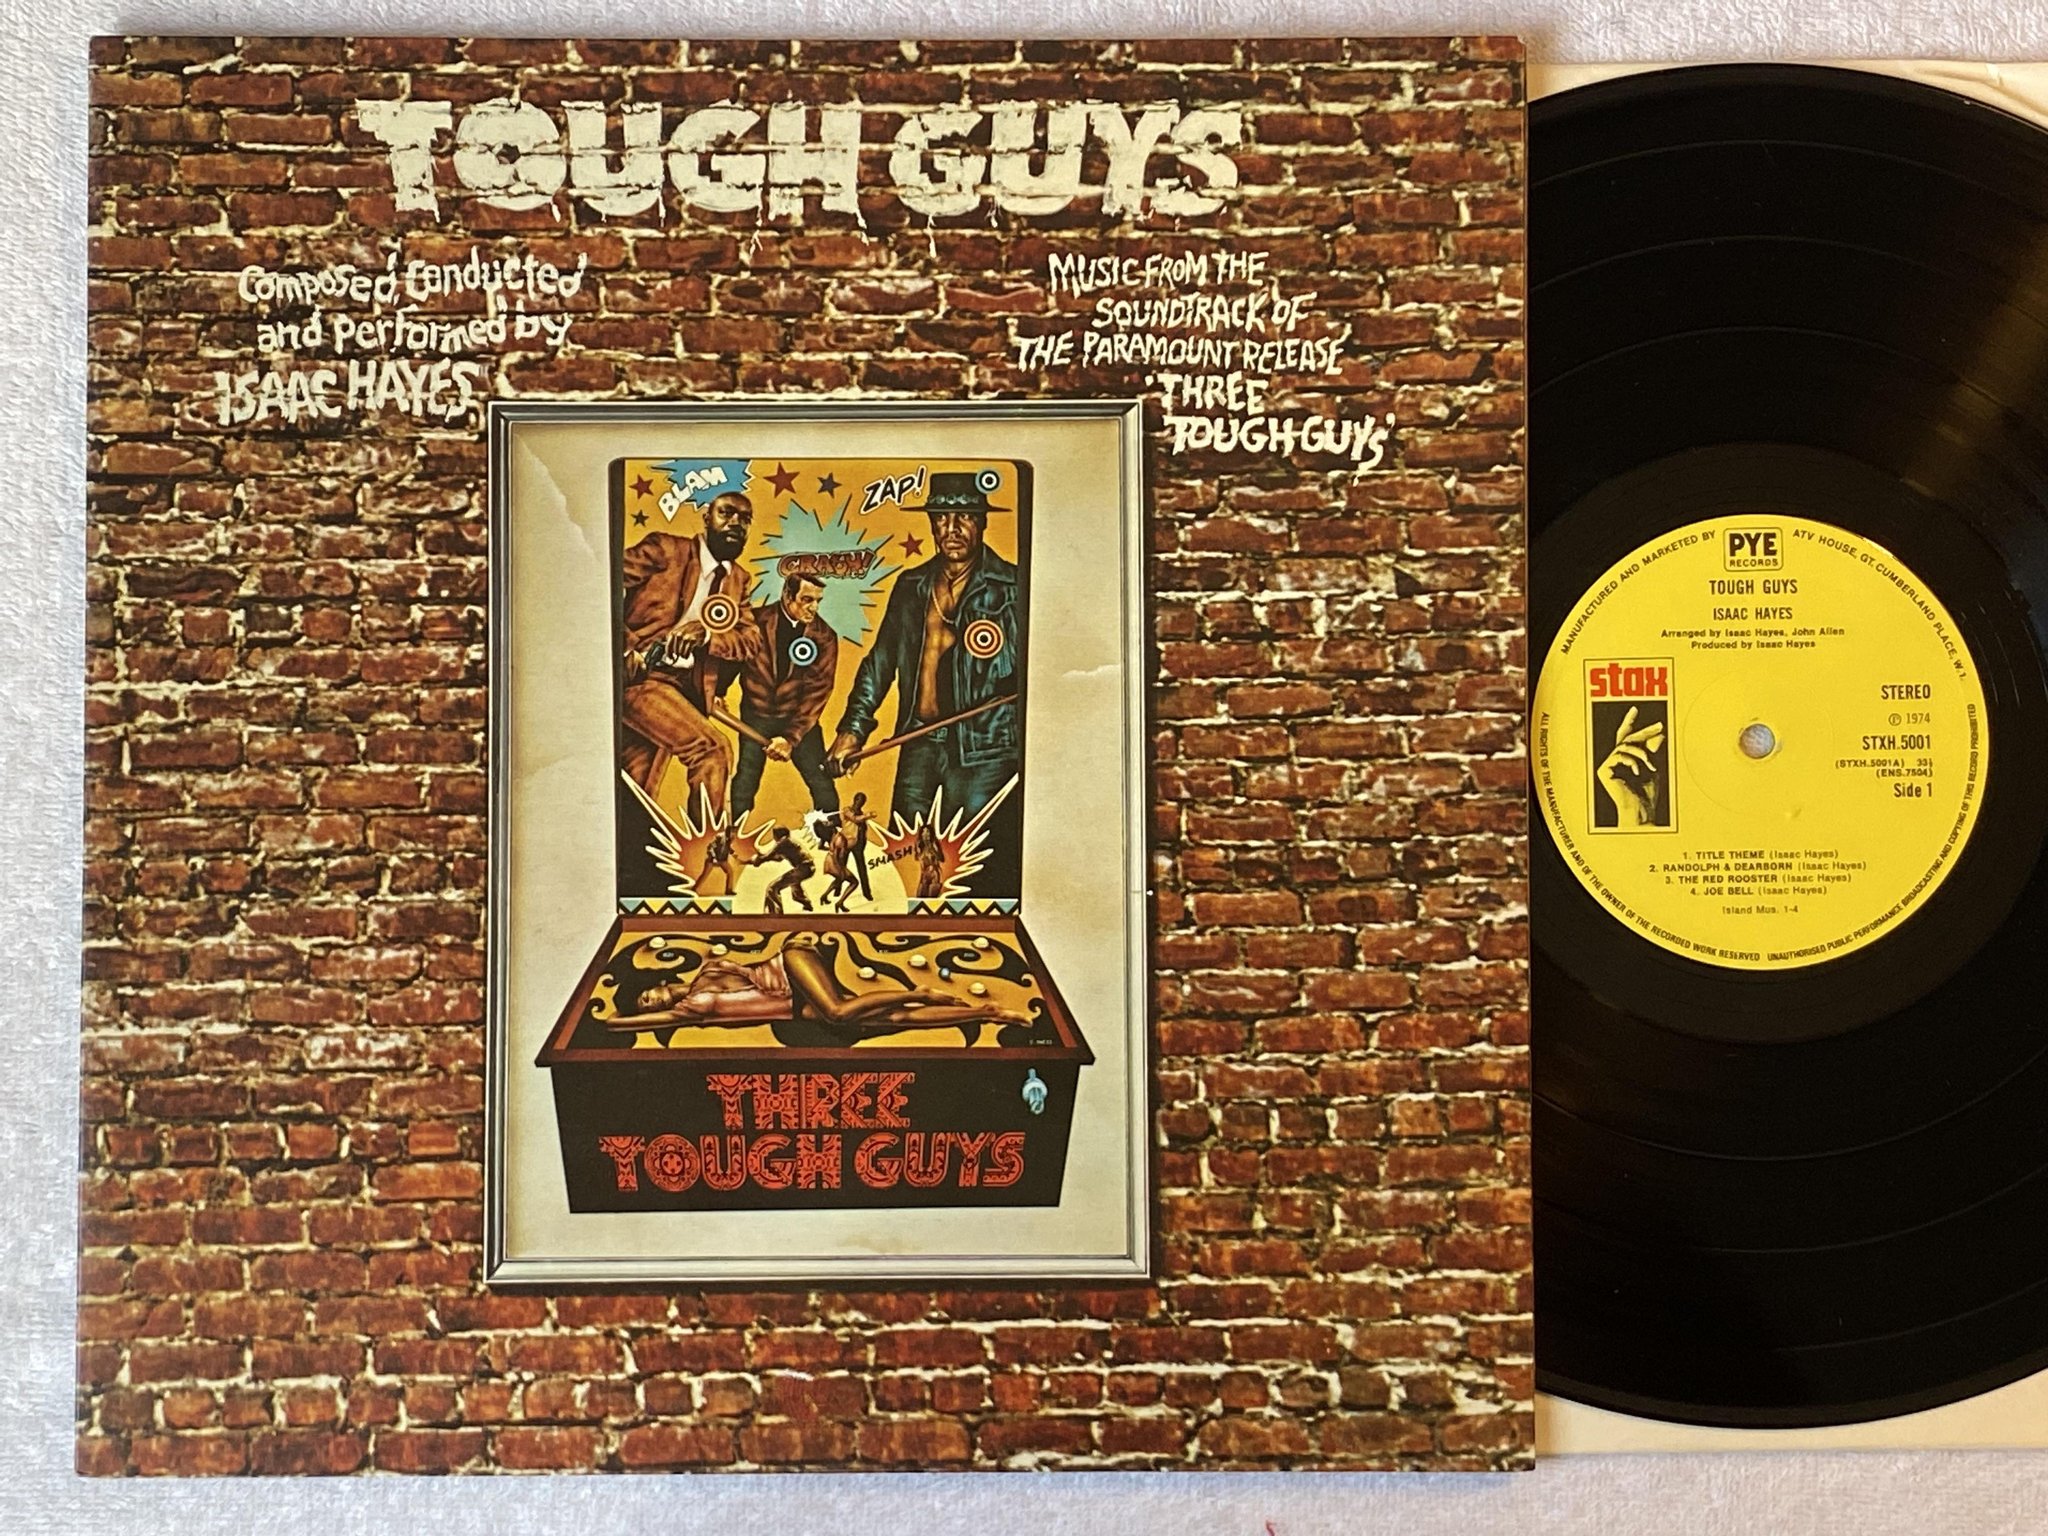 TOUGH GUYS
Composed, Conducted
and Performed by
ISAAC HAYES
MUSIC FROM THE
SOUNDTRACK OF
THE PARAMOUNT RELEASE
'THREE
TOUGH GUYS'
BLAM
ZAP!
CRASH!
SMASH
THREE
TOUGH GUYS
MANUFACTURED AND MARKETED BY
PYE
RECORDS
ATV HOUSE, GT. CUMBERLAND PLACE, W.1.
TOUGH GUYS
ISAAC HAYES
Arranged by Isaac Hayes, John Allen
Produced by Isaac Hayes
stax
STEREO
℗ 1974
STXH.5001
(STXH.5001A) 33⅓
(ENS.7504)
Side 1
1. TITLE THEME (Isaac Hayes)
2. RANDOLPH & DEARBORN (Isaac Hayes)
3. THE RED ROOSTER (Isaac Hayes)
4. JOE BELL (Isaac Hayes)
Island Mus. 1-4
ALL RIGHTS OF THE MANUFACTURER AND OF THE OWNER OF THE RECORDED WORK RESERVED
UNAUTHORISED PUBLIC PERFORMANCE BROADCASTING AND COPYING OF THIS RECORD PROHIBITED